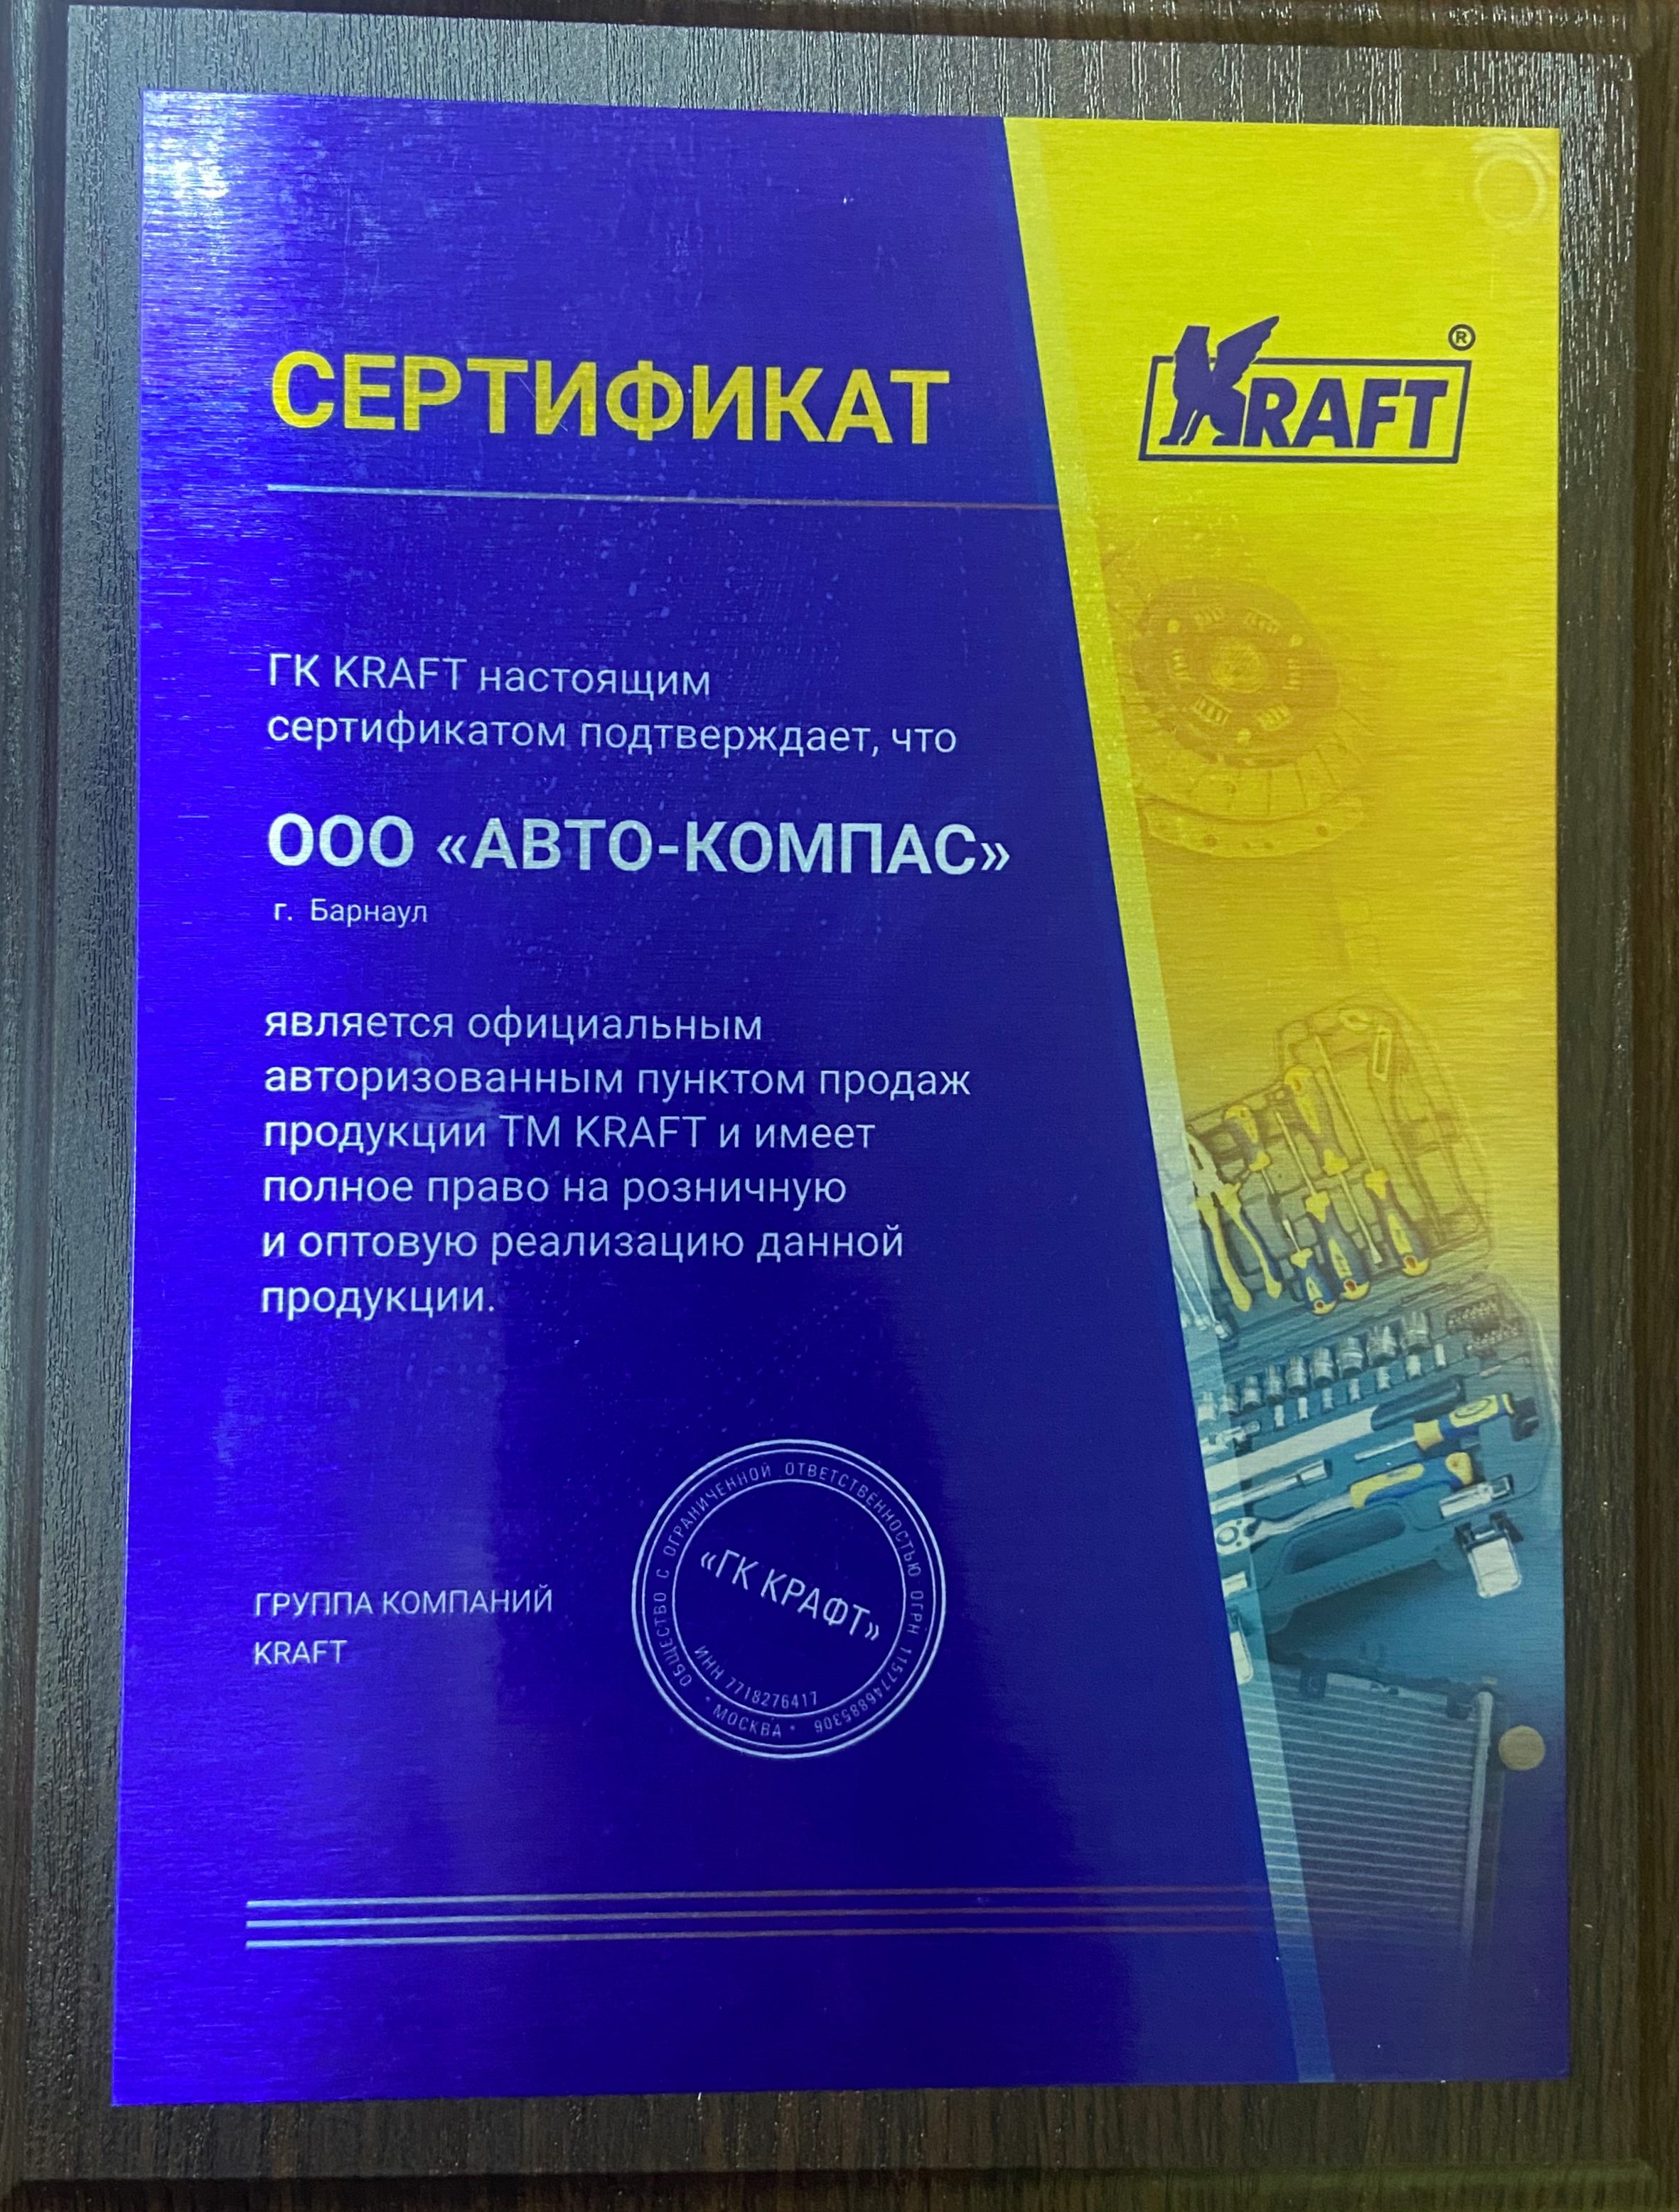 СЕРТИФИКАТ
KRAFT®
ГК KRAFT настоящим
сертификатом подтверждает, что
ООО «АВТО-КОМПАС»
г. Барнаул
является официальным
авторизованным пунктом продаж
продукции ТМ KRAFT и имеет
полное право на розничную
и оптовую реализацию данной
продукции.
ГРУППА КОМПАНИЙ
KRAFT
ОБЩЕСТВО С ОГРАНИЧЕННОЙ ОТВЕТСТВЕННОСТЬЮ ОГРН 1157746885306
* МОСКВА *
«ГК КРАФТ»
ИНН 7718276417